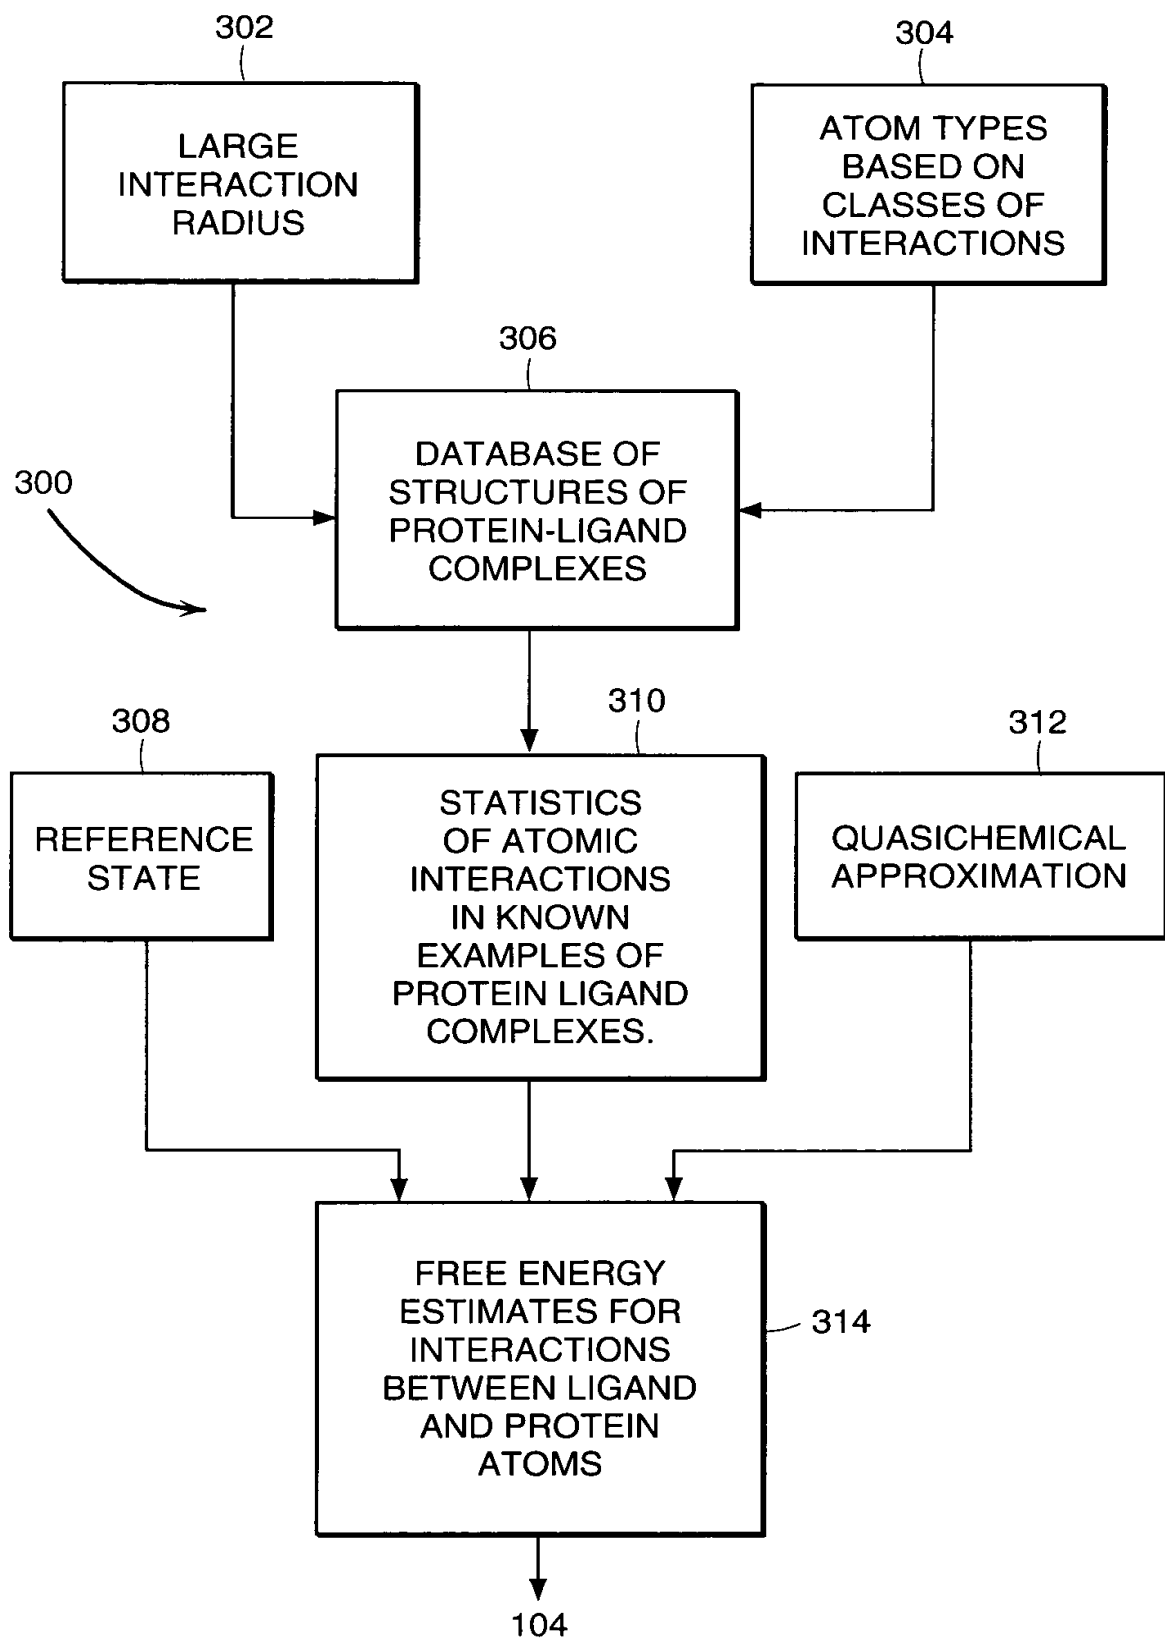 302
LARGE
INTERACTION
RADIUS
304
ATOM TYPES
BASED ON
CLASSES OF
INTERACTIONS
306
DATABASE OF
STRUCTURES OF
PROTEIN-LIGAND
COMPLEXES
300
308
REFERENCE
STATE
310
STATISTICS
OF ATOMIC
INTERACTIONS
IN KNOWN
EXAMPLES OF
PROTEIN LIGAND
COMPLEXES.
312
QUASICHEMICAL
APPROXIMATION
FREE ENERGY
ESTIMATES FOR
INTERACTIONS
BETWEEN LIGAND
AND PROTEIN
ATOMS
314
104